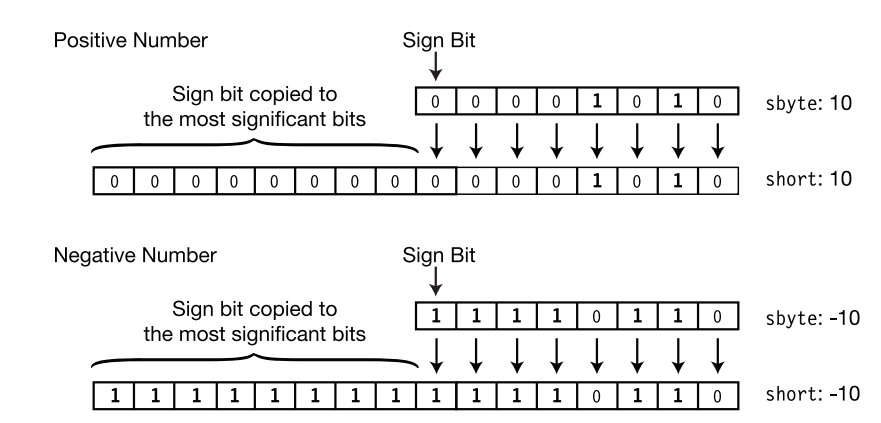 Positive Number
Sign Bit
Sign bit copied to
the most significant bits
0 0 0 0 1 0 1 0 sbyte: 10
0 0 0 0 0 0 0 0 0 0 0 0 1 0 1 0 short: 10
Negative Number
Sign Bit
Sign bit copied to
the most significant bits
1 1 1 1 0 1 1 0 sbyte: -10
1 1 1 1 1 1 1 1 1 1 1 1 0 1 1 0 short: -10